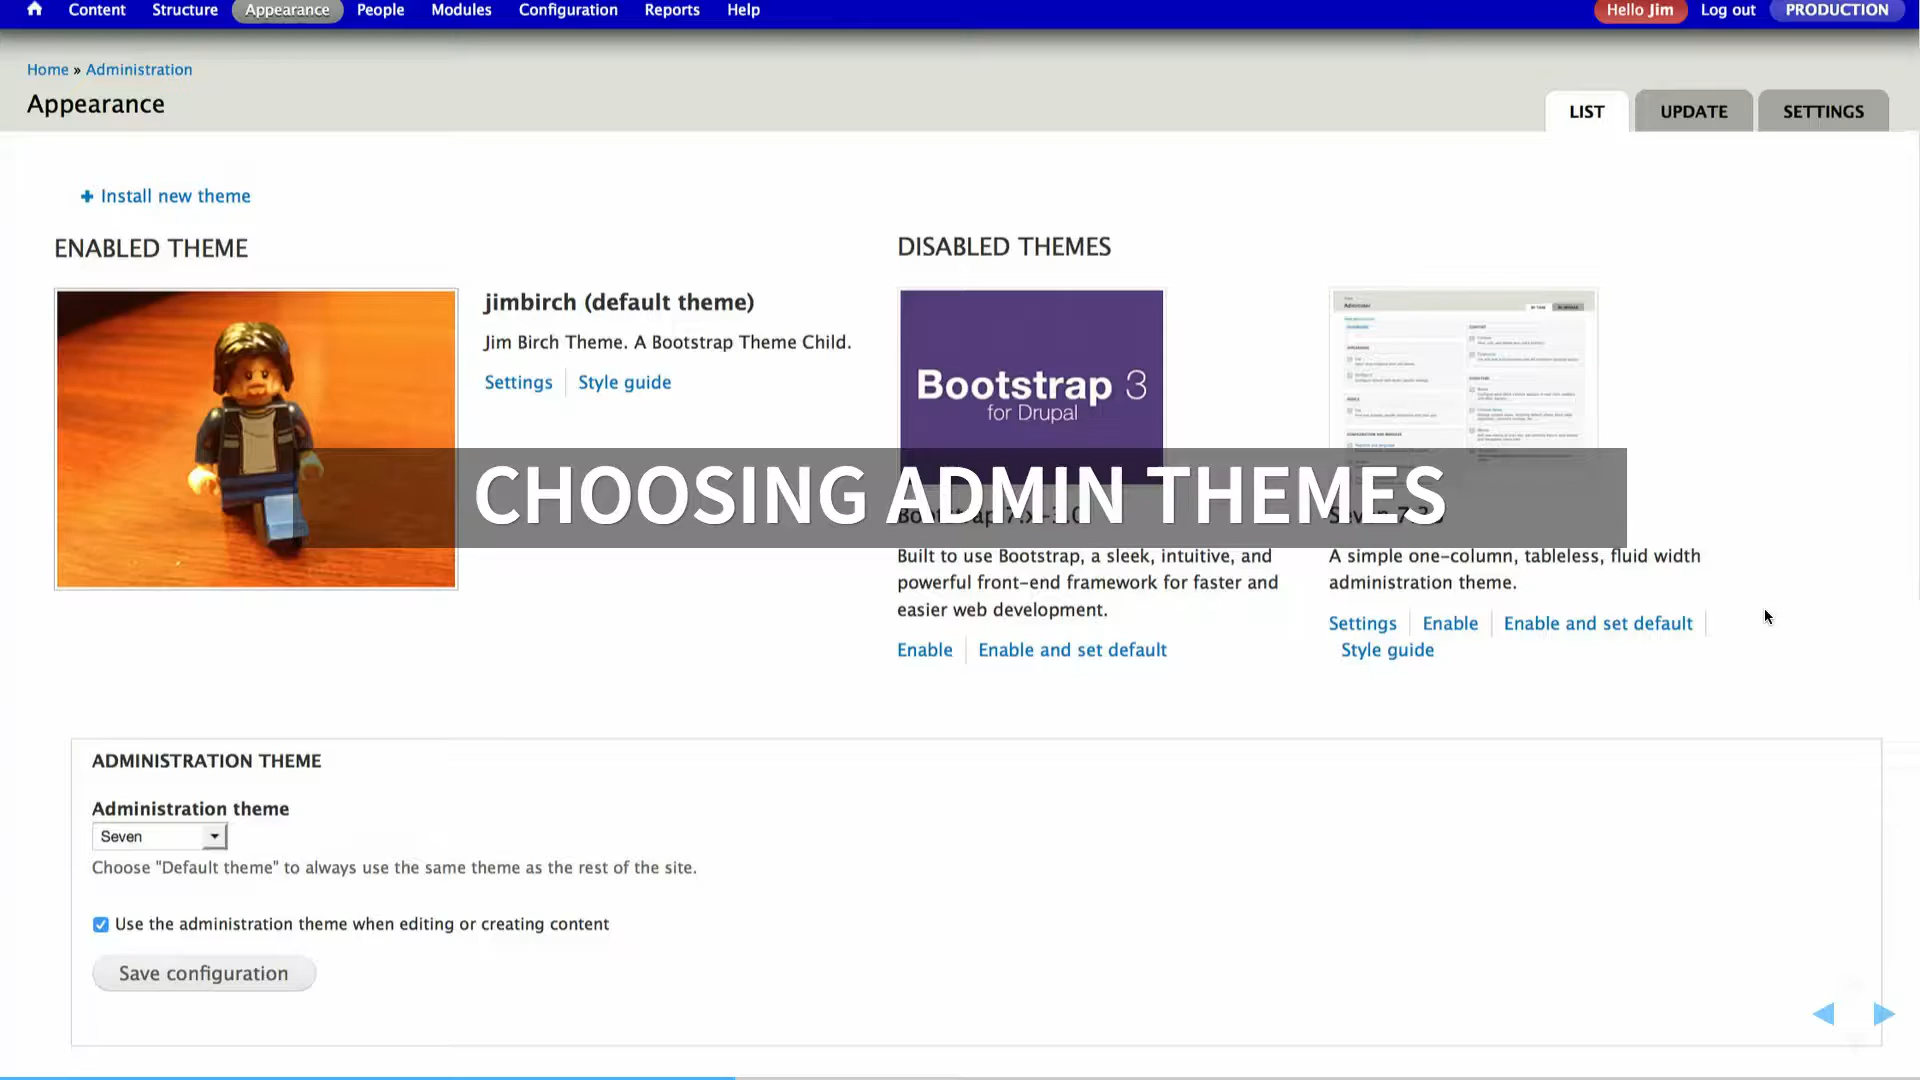 Content Structure Appearance People Modules Configuration Reports Help Hello Jim Log out PRODUCTION
Home » Administration
Appearance
LIST UPDATE SETTINGS
Install new theme
ENABLED THEME
DISABLED THEMES
jimbirch (default theme)
Jim Birch Theme. A Bootstrap Theme Child.
Settings Style guide
Bootstrap 3
for Drupal
CHOOSING ADMIN THEMES
Built to use Bootstrap, a sleek, intuitive, and
powerful front-end framework for faster and
easier web development.
Enable Enable and set default
A simple one-column, tableless, fluid width
administration theme.
Settings Enable Enable and set default
Style guide
ADMINISTRATION THEME
Administration theme
Seven
Choose "Default theme" to always use the same theme as the rest of the site.
Use the administration theme when editing or creating content
Save configuration